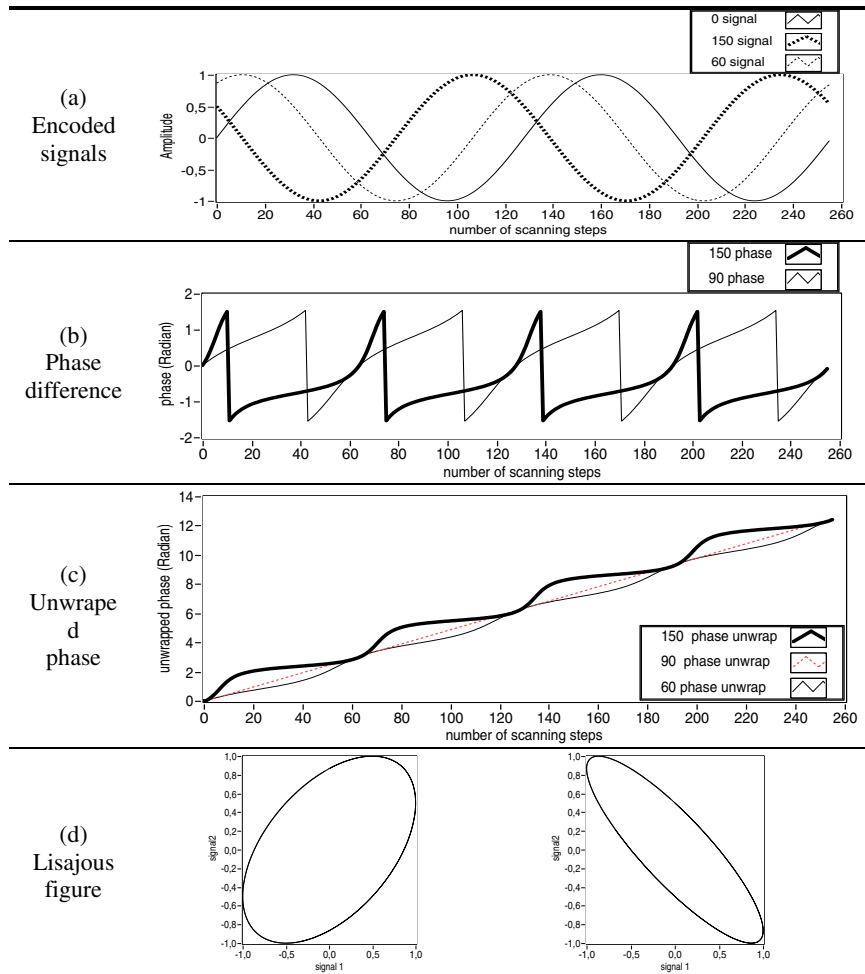 0 signal
150 signal
60 signal
(a)
Encoded
signals
Amplitude
1
0,5
0
-0,5
-1
0 20 40 60 80 100 120 140 160 180 200 220 240 260
number of scanning steps
150 phase
90 phase
(b)
Phase
difference
phase (Radian)
2
1
0
-1
-2
0 20 40 60 80 100 120 140 160 180 200 220 240 260
number of scanning steps
(c)
Unwrape
d
phase
unwrapped phase (Radian)
14
12
10
8
6
4
2
0
150 phase unwrap
90 phase unwrap
60 phase unwrap
0 20 40 60 80 100 120 140 160 180 200 220 240 260
number of scanning steps
(d)
Lisajous
figure
signal2
1,0
0,8
0,6
0,4
0,2
0,0
-0,2
-0,4
-0,6
-0,8
-1,0
-1,0 -0,5 0,0 0,5 1,0
signal 1
signal2
1,0
0,8
0,6
0,4
0,2
0,0
-0,2
-0,4
-0,6
-0,8
-1,0
-1,0 -0,5 0,0 0,5 1,0
signal 1